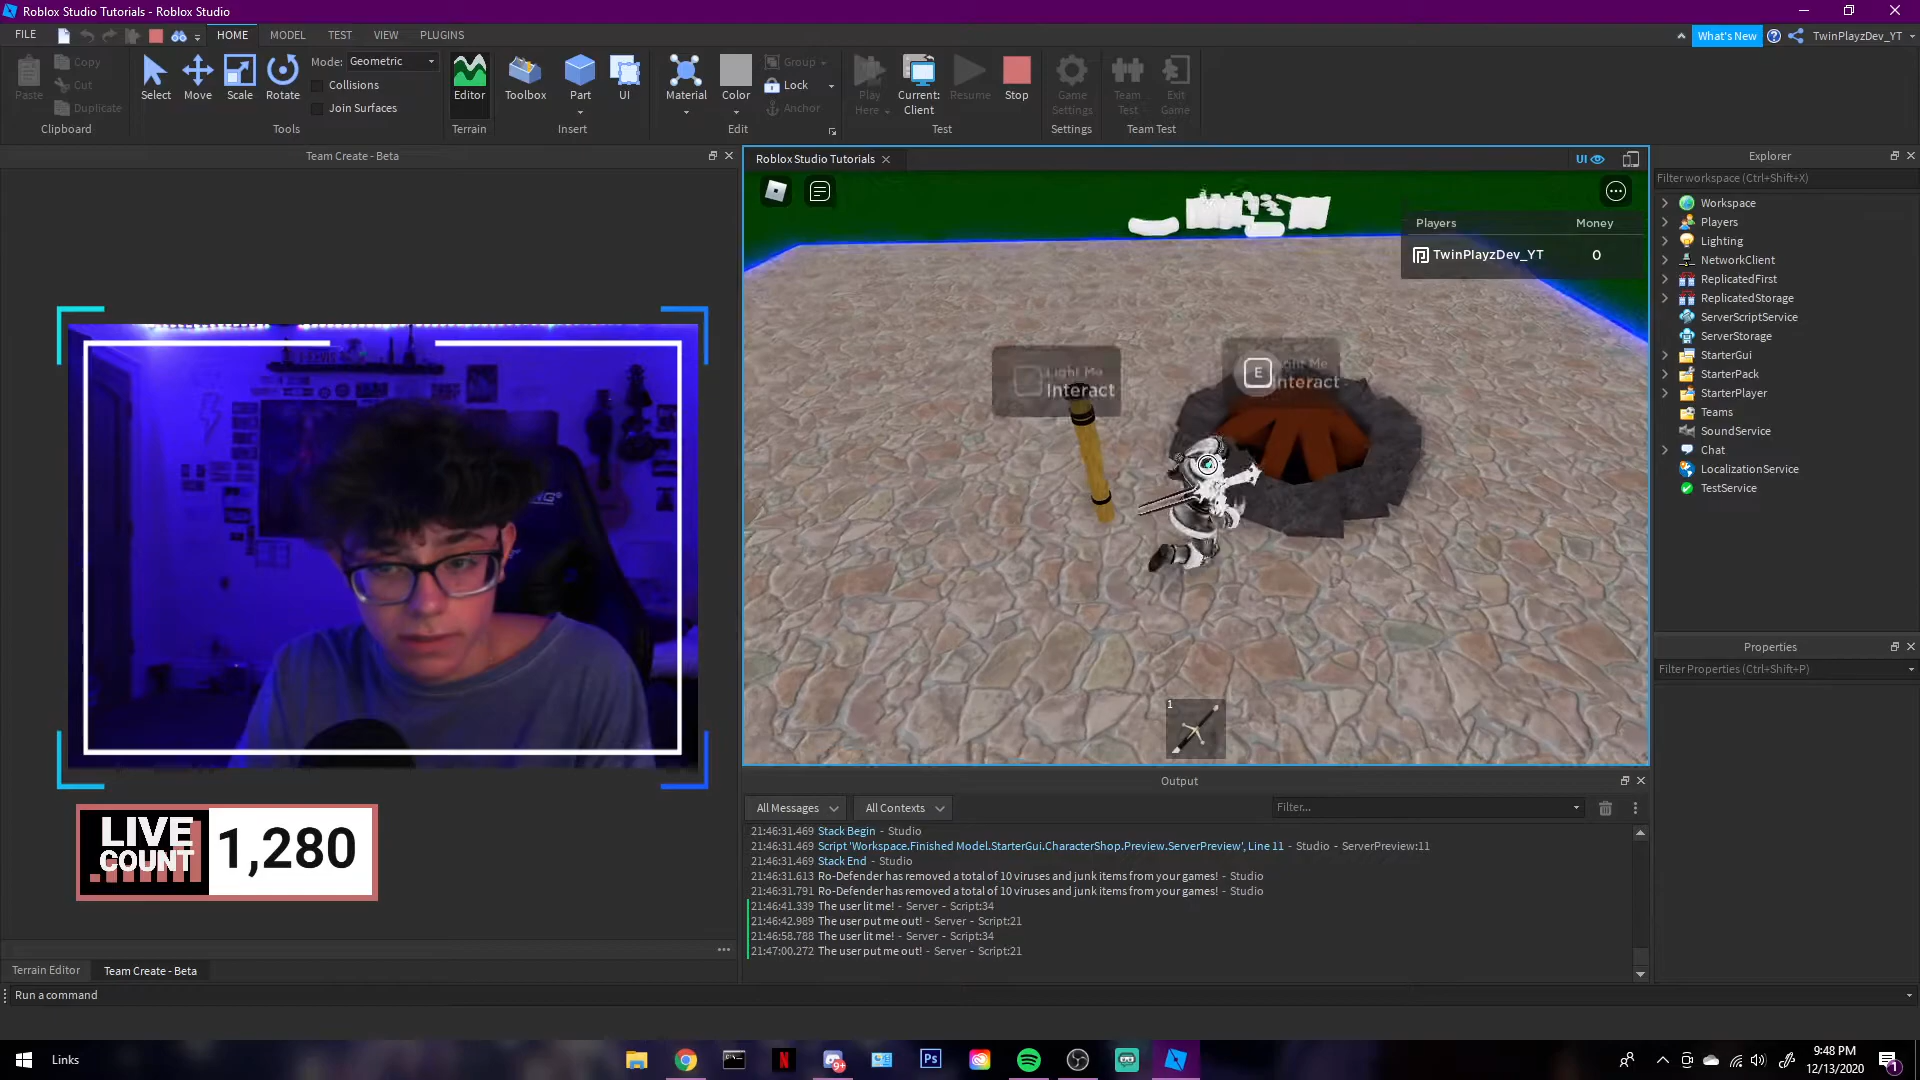 Roblox Studio Tutorials - Roblox Studio
FILE
HOME
MODEL
TEST
VIEW
PLUGINS
What's New
TwinPlayzDev_YT
Paste
Copy
Cut
Duplicate
Clipboard
Select
Move
Scale
Rotate
Mode:
Geometric
Collisions
Join Surfaces
Tools
Editor
Terrain
Toolbox
Part
UI
Insert
Material
Color
Group
Lock
Anchor
Edit
Play
Here
Current:
Client
Resume
Stop
Test
Game
Settings
Settings
Team
Test
Exit
Game
Team Test
Team Create - Beta
Roblox Studio Tutorials
UI
Players Money
TwinPlayzDev_YT 0
Light Me
Interact
E
Light Me
Interact
1
LIVE
COUNT
1,280
Terrain Editor
Team Create - Beta
Output
All Messages
All Contexts
Filter...
21:46:31.469 Stack Begin - Studio
21:46:31.469 Script 'Workspace.Finished Model.StarterGui.CharacterShop.Preview.ServerPreview', Line 11 - Studio - ServerPreview:11
21:46:31.469 Stack End - Studio
21:46:31.613 Ro-Defender has removed a total of 10 viruses and junk items from your games! - Studio
21:46:31.791 Ro-Defender has removed a total of 10 viruses and junk items from your games! - Studio
21:46:41.339 The user lit me! - Server - Script:34
21:46:42.989 The user put me out! - Server - Script:21
21:46:58.788 The user lit me! - Server - Script:34
21:47:00.272 The user put me out! - Server - Script:21
Explorer
Filter workspace (Ctrl+Shift+X)
Workspace
Players
Lighting
NetworkClient
ReplicatedFirst
ReplicatedStorage
ServerScriptService
ServerStorage
StarterGui
StarterPack
StarterPlayer
Teams
SoundService
Chat
LocalizationService
TestService
Properties
Filter Properties (Ctrl+Shift+P)
Run a command
Links
N
9+
Ps
9:48 PM
12/13/2020
1